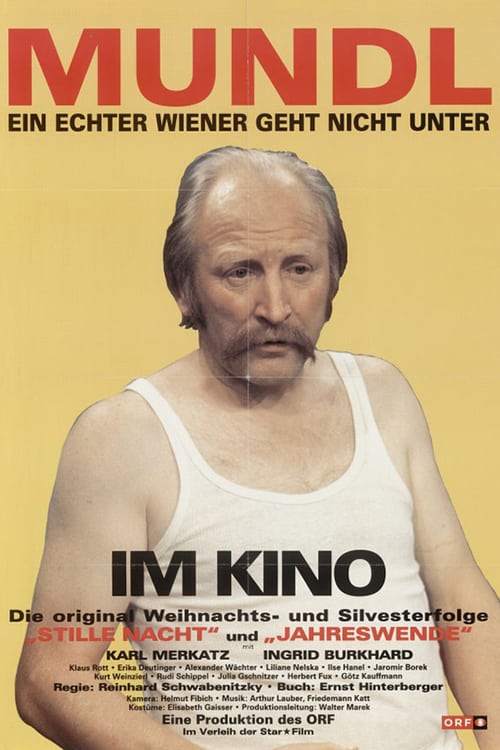 MUNDL
EIN ECHTER WIENER GEHT NICHT UNTER
IM KINO
Die original Weihnachts- und Silvesterfolge
„STILLE NACHT“ und „JAHRESWENDE“
mit
KARL MERKATZ INGRID BURKHARD
Klaus Rott • Erika Deutinger • Alexander Wächter • Liliane Nelska • Ilse Hanel • Jaromir Borek
Kurt Weinzierl • Rudi Schippel • Julia Gschnitzer • Herbert Fux • Götz Kauffmann
Regie: Reinhard Schwabenitzky • Buch: Ernst Hinterberger
Kamera: Helmut Fibich • Musik: Arthur Lauber, Friedemann Katt
Kostüme: Elisabeth Gaisser • Produktionsleitung: Walter Marek
Eine Produktion des ORF
Im Verleih der Star★Film
ORF